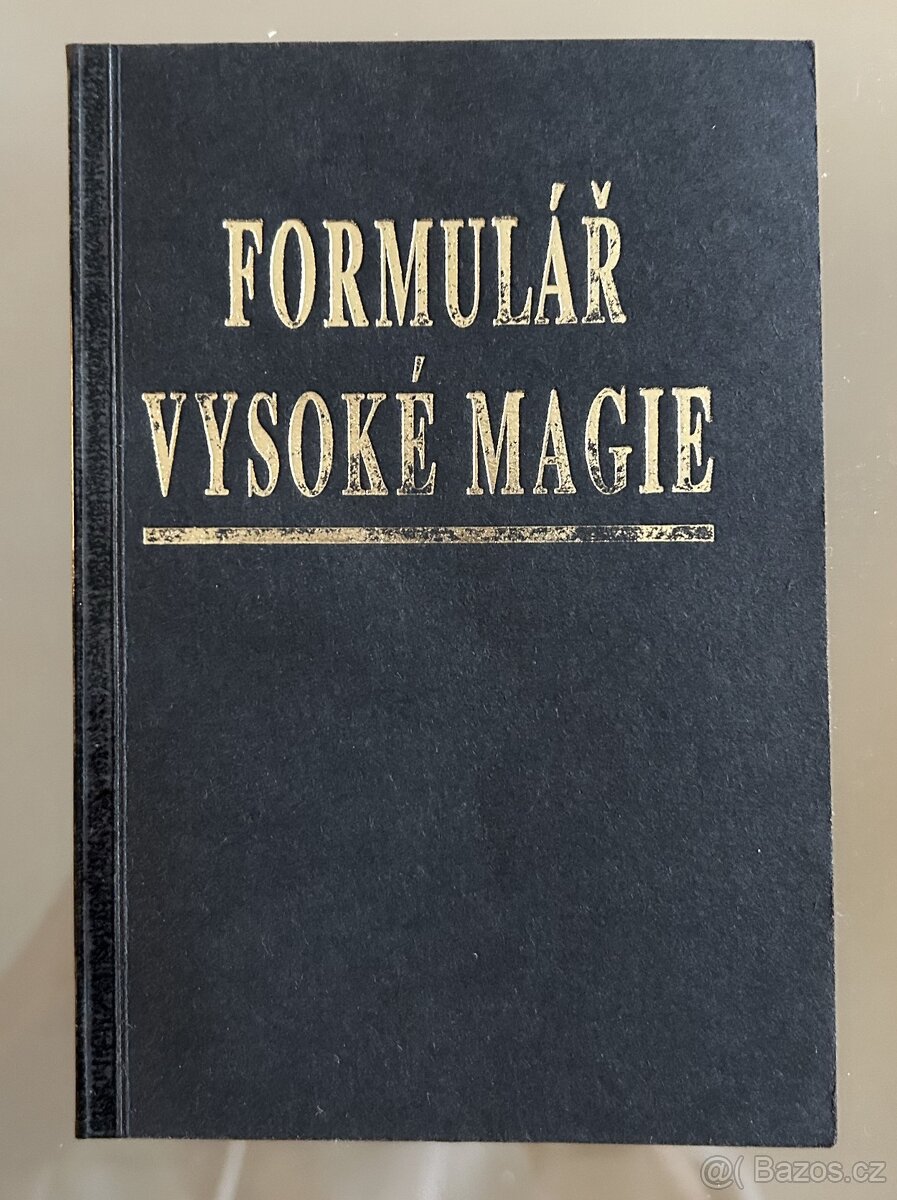 FORMULÁŘ
VYSOKÉ MAGIE
@( Bazos.cz